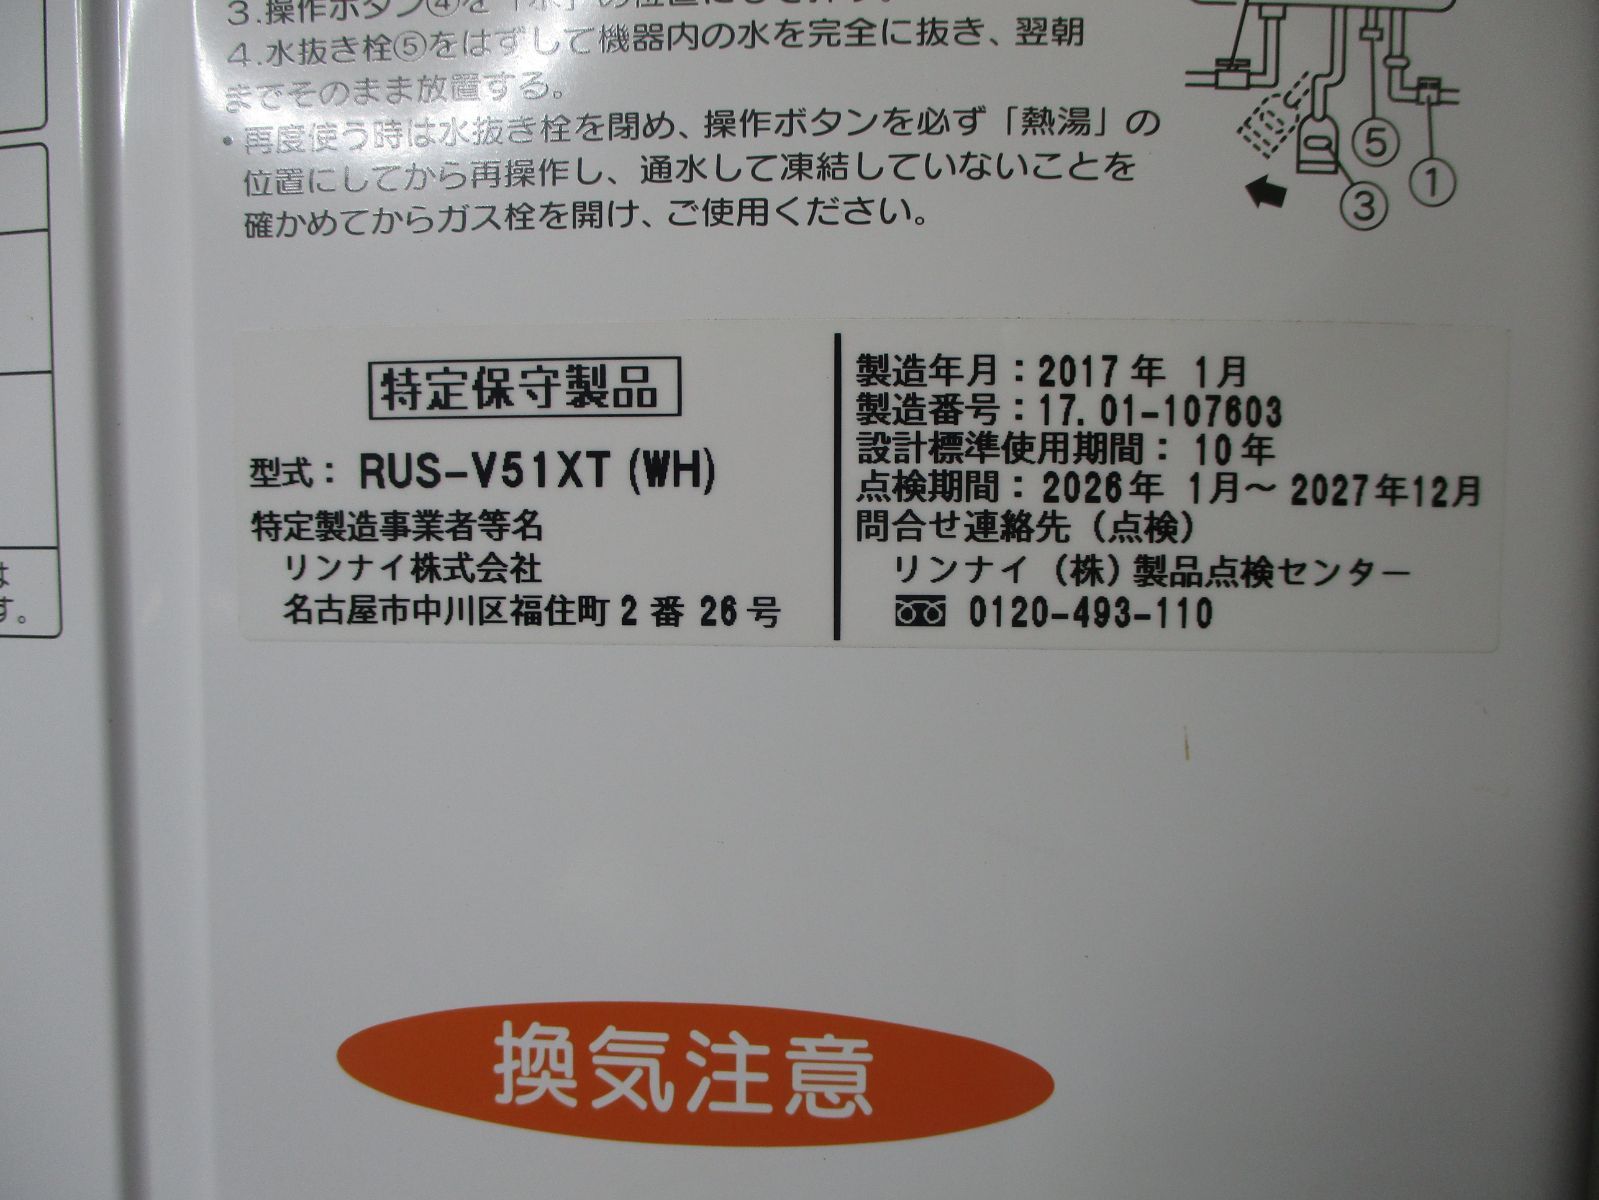 3.操作ボタン④を「水」の位置にして
4.水抜き栓⑤をはずして機器内の水を完全に抜き、翌朝
までそのまま放置する。
・再度使う時は水抜き栓を閉め、操作ボタンを必ず「熱湯」の
位置にしてから再操作し、通水して凍結していないことを
確かめてからガス栓を開け、ご使用ください。
⑤
①
③
は
す。
特定保守製品
型式：RUS-V51XT (WH)
特定製造事業者等名
リンナイ株式会社
名古屋市中川区福住町2番26号
製造年月：2017年 1月
製造番号：17.01-107603
設計標準使用期間：10年
点検期間：2026年 1月～2027年12月
問合せ連絡先（点検）
リンナイ（株）製品点検センター
0120-493-110
換気注意